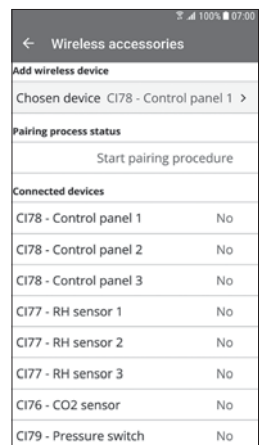 100% 07:00
← Wireless accessories
Add wireless device
Chosen device CI78 - Control panel 1 >
Pairing process status
Start pairing procedure
Connected devices
CI78 - Control panel 1 No
CI78 - Control panel 2 No
CI78 - Control panel 3 No
CI77 - RH sensor 1 No
CI77 - RH sensor 2 No
CI77 - RH sensor 3 No
CI76 - CO2 sensor No
CI79 - Pressure switch No